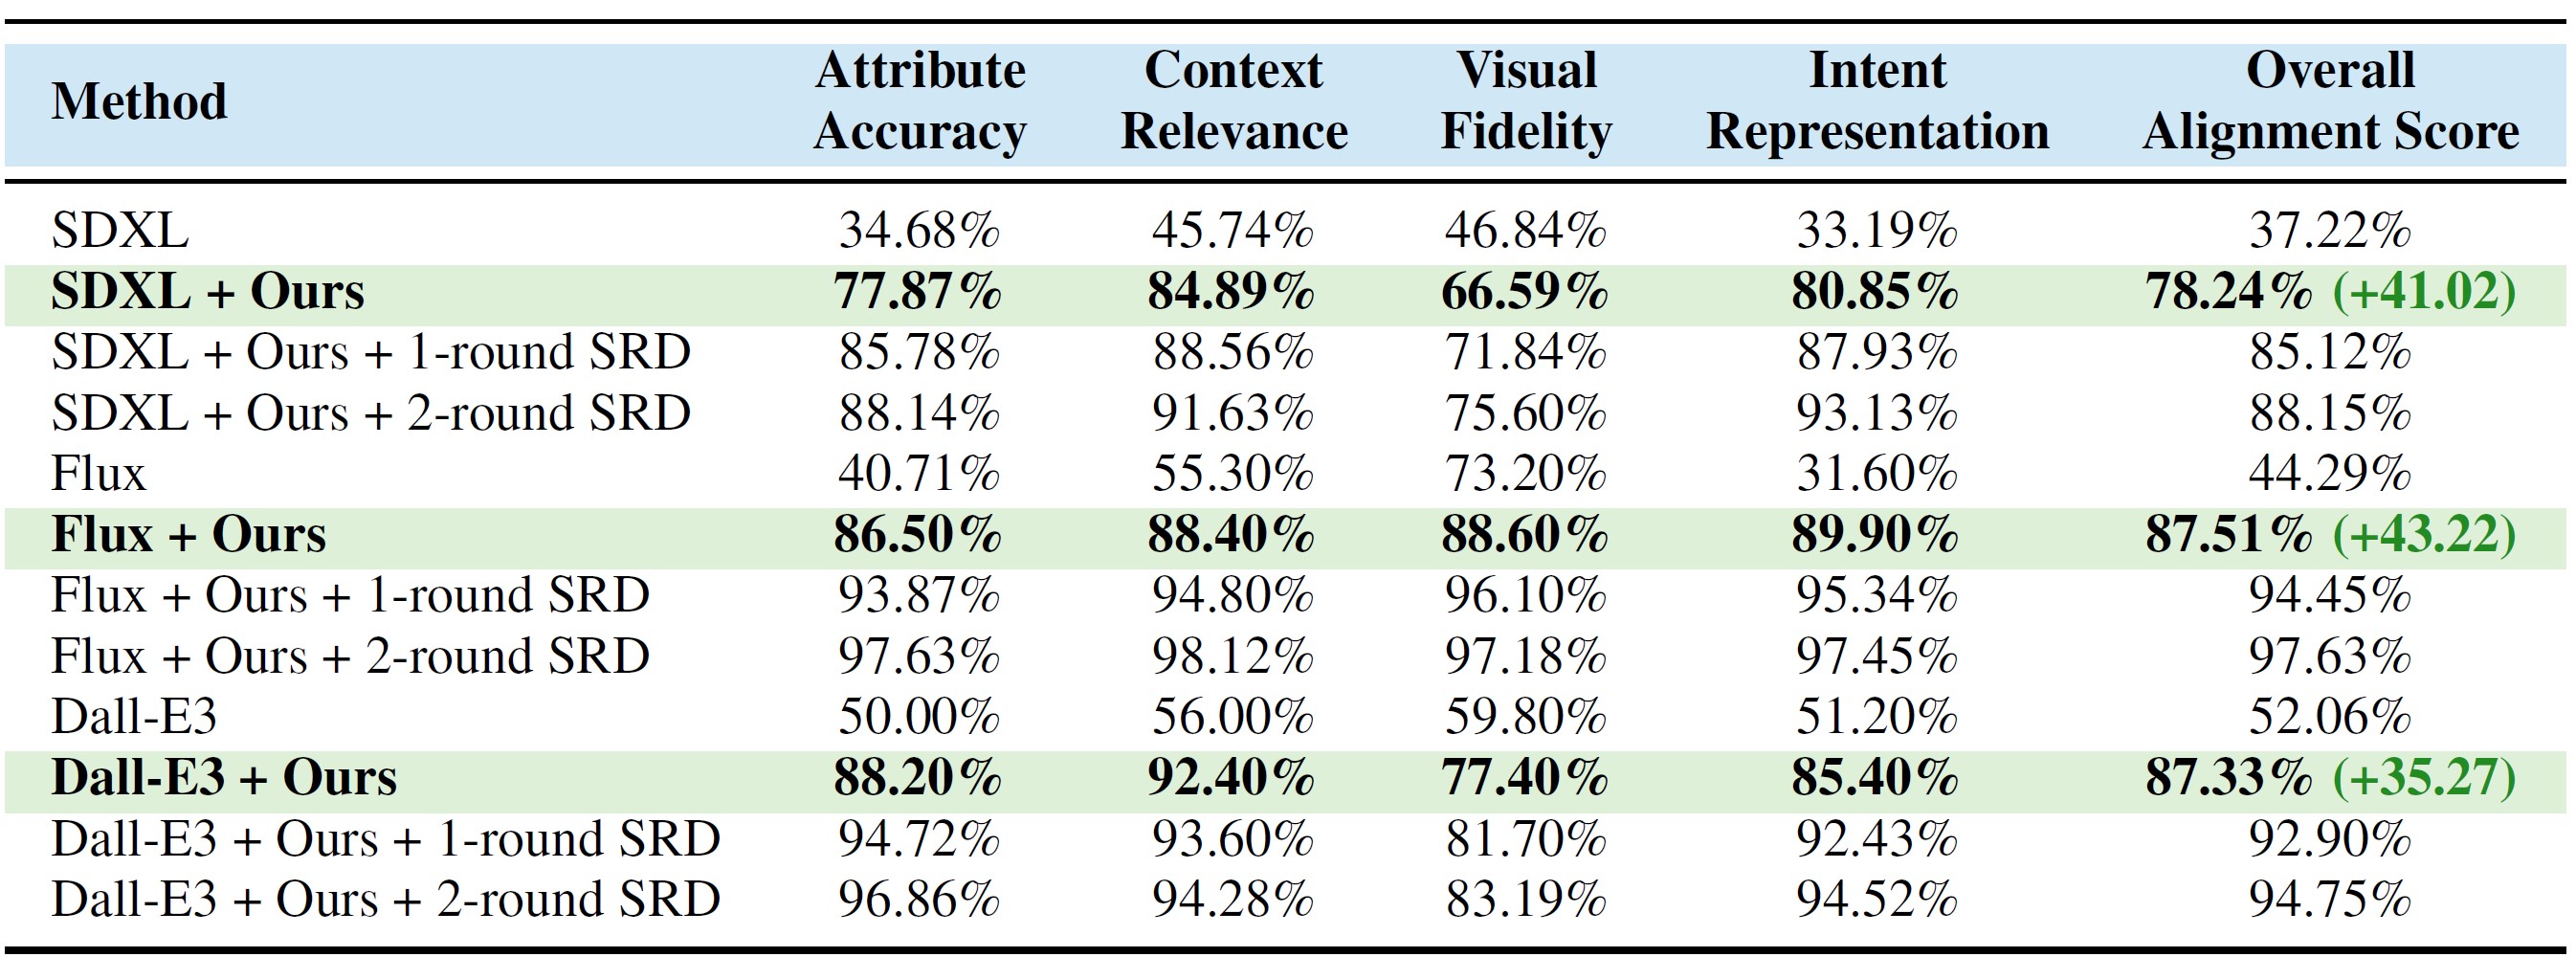 Method Attribute Accuracy Context Relevance Visual Fidelity Intent Representation Overall Alignment Score
SDXL 34.68% 45.74% 46.84% 33.19% 37.22%
SDXL + Ours 77.87% 84.89% 66.59% 80.85% 78.24% (+41.02)
SDXL + Ours + 1-round SRD 85.78% 88.56% 71.84% 87.93% 85.12%
SDXL + Ours + 2-round SRD 88.14% 91.63% 75.60% 93.13% 88.15%
Flux 40.71% 55.30% 73.20% 31.60% 44.29%
Flux + Ours 86.50% 88.40% 88.60% 89.90% 87.51% (+43.22)
Flux + Ours + 1-round SRD 93.87% 94.80% 96.10% 95.34% 94.45%
Flux + Ours + 2-round SRD 97.63% 98.12% 97.18% 97.45% 97.63%
Dall-E3 50.00% 56.00% 59.80% 51.20% 52.06%
Dall-E3 + Ours 88.20% 92.40% 77.40% 85.40% 87.33% (+35.27)
Dall-E3 + Ours + 1-round SRD 94.72% 93.60% 81.70% 92.43% 92.90%
Dall-E3 + Ours + 2-round SRD 96.86% 94.28% 83.19% 94.52% 94.75%